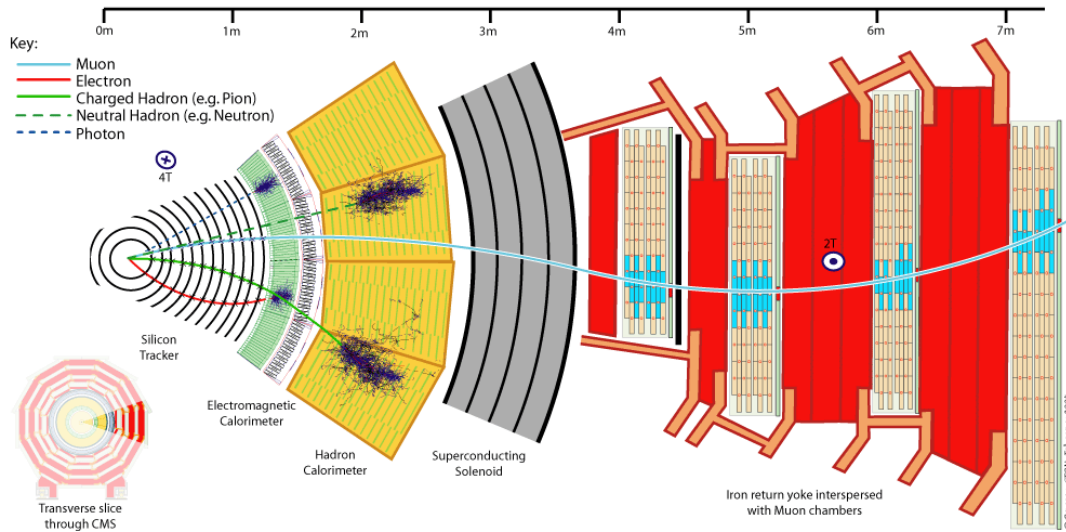 0m 1m 2m 3m 4m 5m 6m 7m
Key:
Muon
Electron
Charged Hadron (e.g. Pion)
Neutral Hadron (e.g. Neutron)
Photon
4T
2T
Silicon
Tracker
Electromagnetic
Calorimeter
Hadron
Calorimeter
Superconducting
Solenoid
Iron return yoke interspersed
with Muon chambers
Transverse slice
through CMS